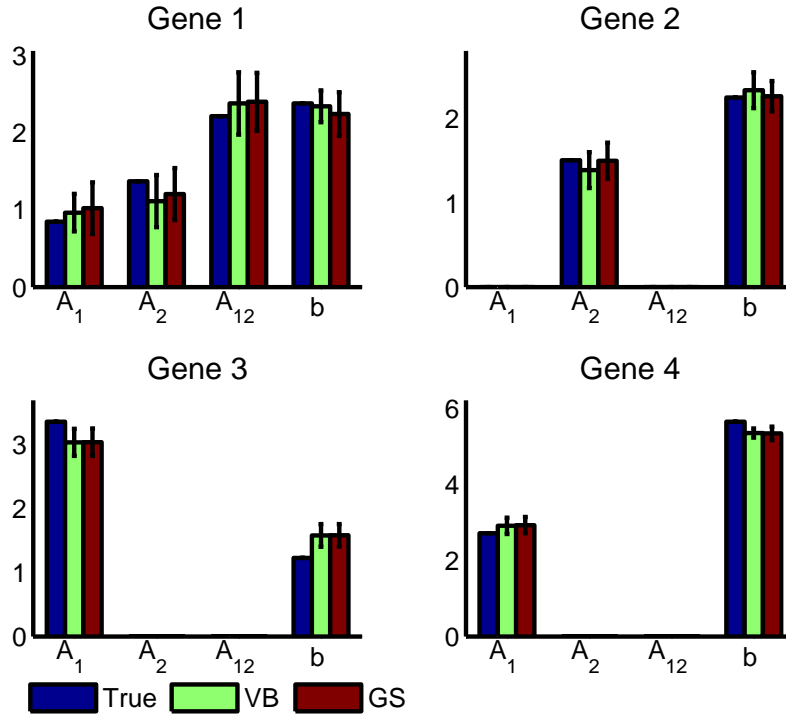 Gene 1
Gene 2
3
2
1
0
2
1
0
A₁ A₂ A₁₂ b
A₁ A₂ A₁₂ b
Gene 3
Gene 4
3
2
1
0
6
4
2
0
A₁ A₂ A₁₂ b
A₁ A₂ A₁₂ b
True VB GS